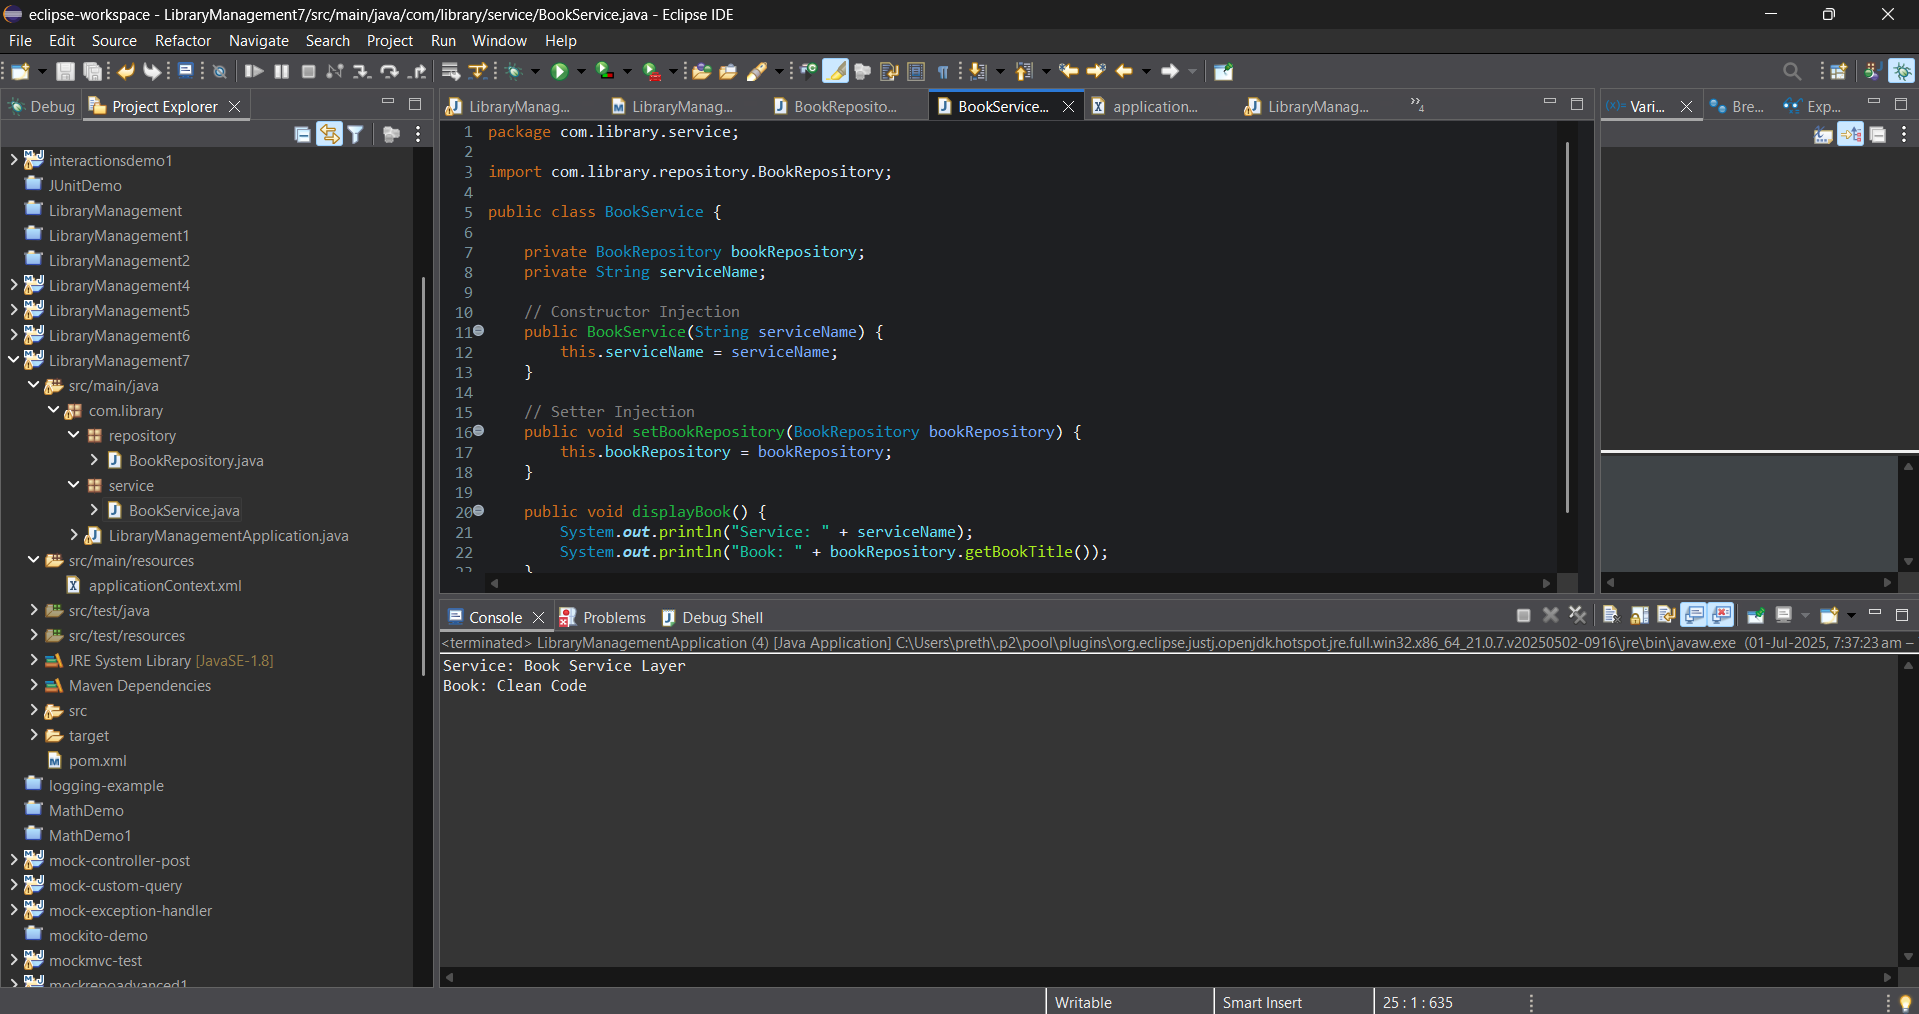 eclipse-workspace - LibraryManagement7/src/main/java/com/library/service/BookService.java - Eclipse IDE
File Edit Source Refactor Navigate Search Project Run Window Help
Debug
Project Explorer
interactionsdemo1
JUnitDemo
LibraryManagement
LibraryManagement1
LibraryManagement2
LibraryManagement4
LibraryManagement5
LibraryManagement6
LibraryManagement7
src/main/java
com.library
repository
BookRepository.java
service
BookService.java
LibraryManagementApplication.java
src/main/resources
applicationContext.xml
src/test/java
src/test/resources
JRE System Library [JavaSE-1.8]
Maven Dependencies
src
target
pom.xml
logging-example
MathDemo
MathDemo1
mock-controller-post
mock-custom-query
mock-exception-handler
mockito-demo
mockmvc-test
mockrepoadvanced1
LibraryManag... LibraryManag... BookReposito... BookService... application... LibraryManag... »4
1 package com.library.service;
2
3 import com.library.repository.BookRepository;
4
5 public class BookService {
6
7 private BookRepository bookRepository;
8 private String serviceName;
9
10 // Constructor Injection
11 public BookService(String serviceName) {
12 this.serviceName = serviceName;
13 }
14
15 // Setter Injection
16 public void setBookRepository(BookRepository bookRepository) {
17 this.bookRepository = bookRepository;
18 }
19
20 public void displayBook() {
21 System.out.println("Service: " + serviceName);
22 System.out.println("Book: " + bookRepository.getBookTitle());
23 }
(x)= Vari... Bre... Exp...
Console Problems Debug Shell
<terminated> LibraryManagementApplication (4) [Java Application] C:\Users\preth\.p2\pool\plugins\org.eclipse.justj.openjdk.hotspot.jre.full.win32.x86_64_21.0.7.v20250502-0916\jre\bin\javaw.exe (01-Jul-2025, 7:37:23 am –
Service: Book Service Layer
Book: Clean Code
Writable Smart Insert 25 : 1 : 635